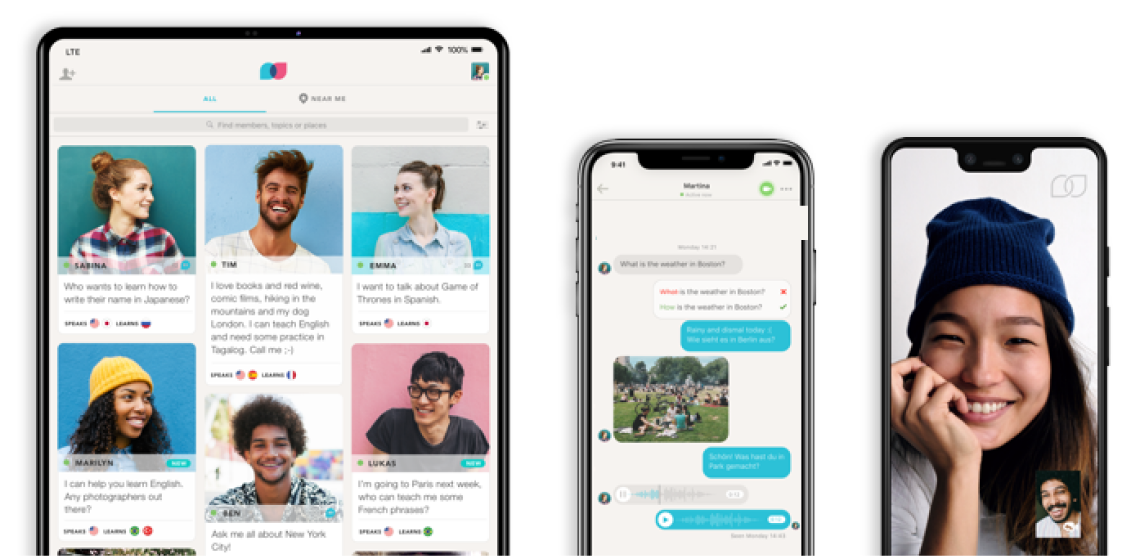 LTE
100%
ALL
NEAR ME
Find members, topics or places
SABINA
Who wants to learn how to
write their name in Japanese?
SPEAKS
LEARNS
MARILYN
NEW
I can help you learn English.
Any photographers out
there?
SPEAKS
LEARNS
TIM
I love books and red wine,
comic films, hiking in the
mountains and my dog
London. I can teach English
and need some practice in
Tagalog. Call me ;-)
SPEAKS
LEARNS
BEN
Ask me all about New York
City!
EMMA
I want to talk about Game of
Thrones in Spanish.
SPEAKS
LEARNS
LUKAS
NEW
I'm going to Paris next week,
who can teach me some
French phrases?
SPEAKS
LEARNS
9:41
Martina
Active now
Monday 14:21
What is the weather in Boston?
What is the weather in Boston?
How is the weather in Boston?
Rainy and dismal today :(
Wie sieht es in Berlin aus?
Schön! Was hast du im
Park gemacht?
0:12
Seen Monday 14:43